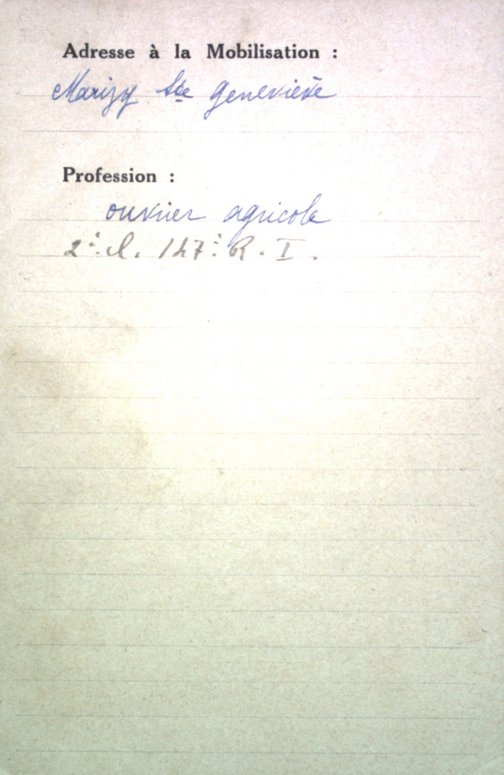 Adresse à la Mobilisation :
Marizy Ste Geneviève
Profession :
ouvrier agricole
2e cl. 147e R. I.